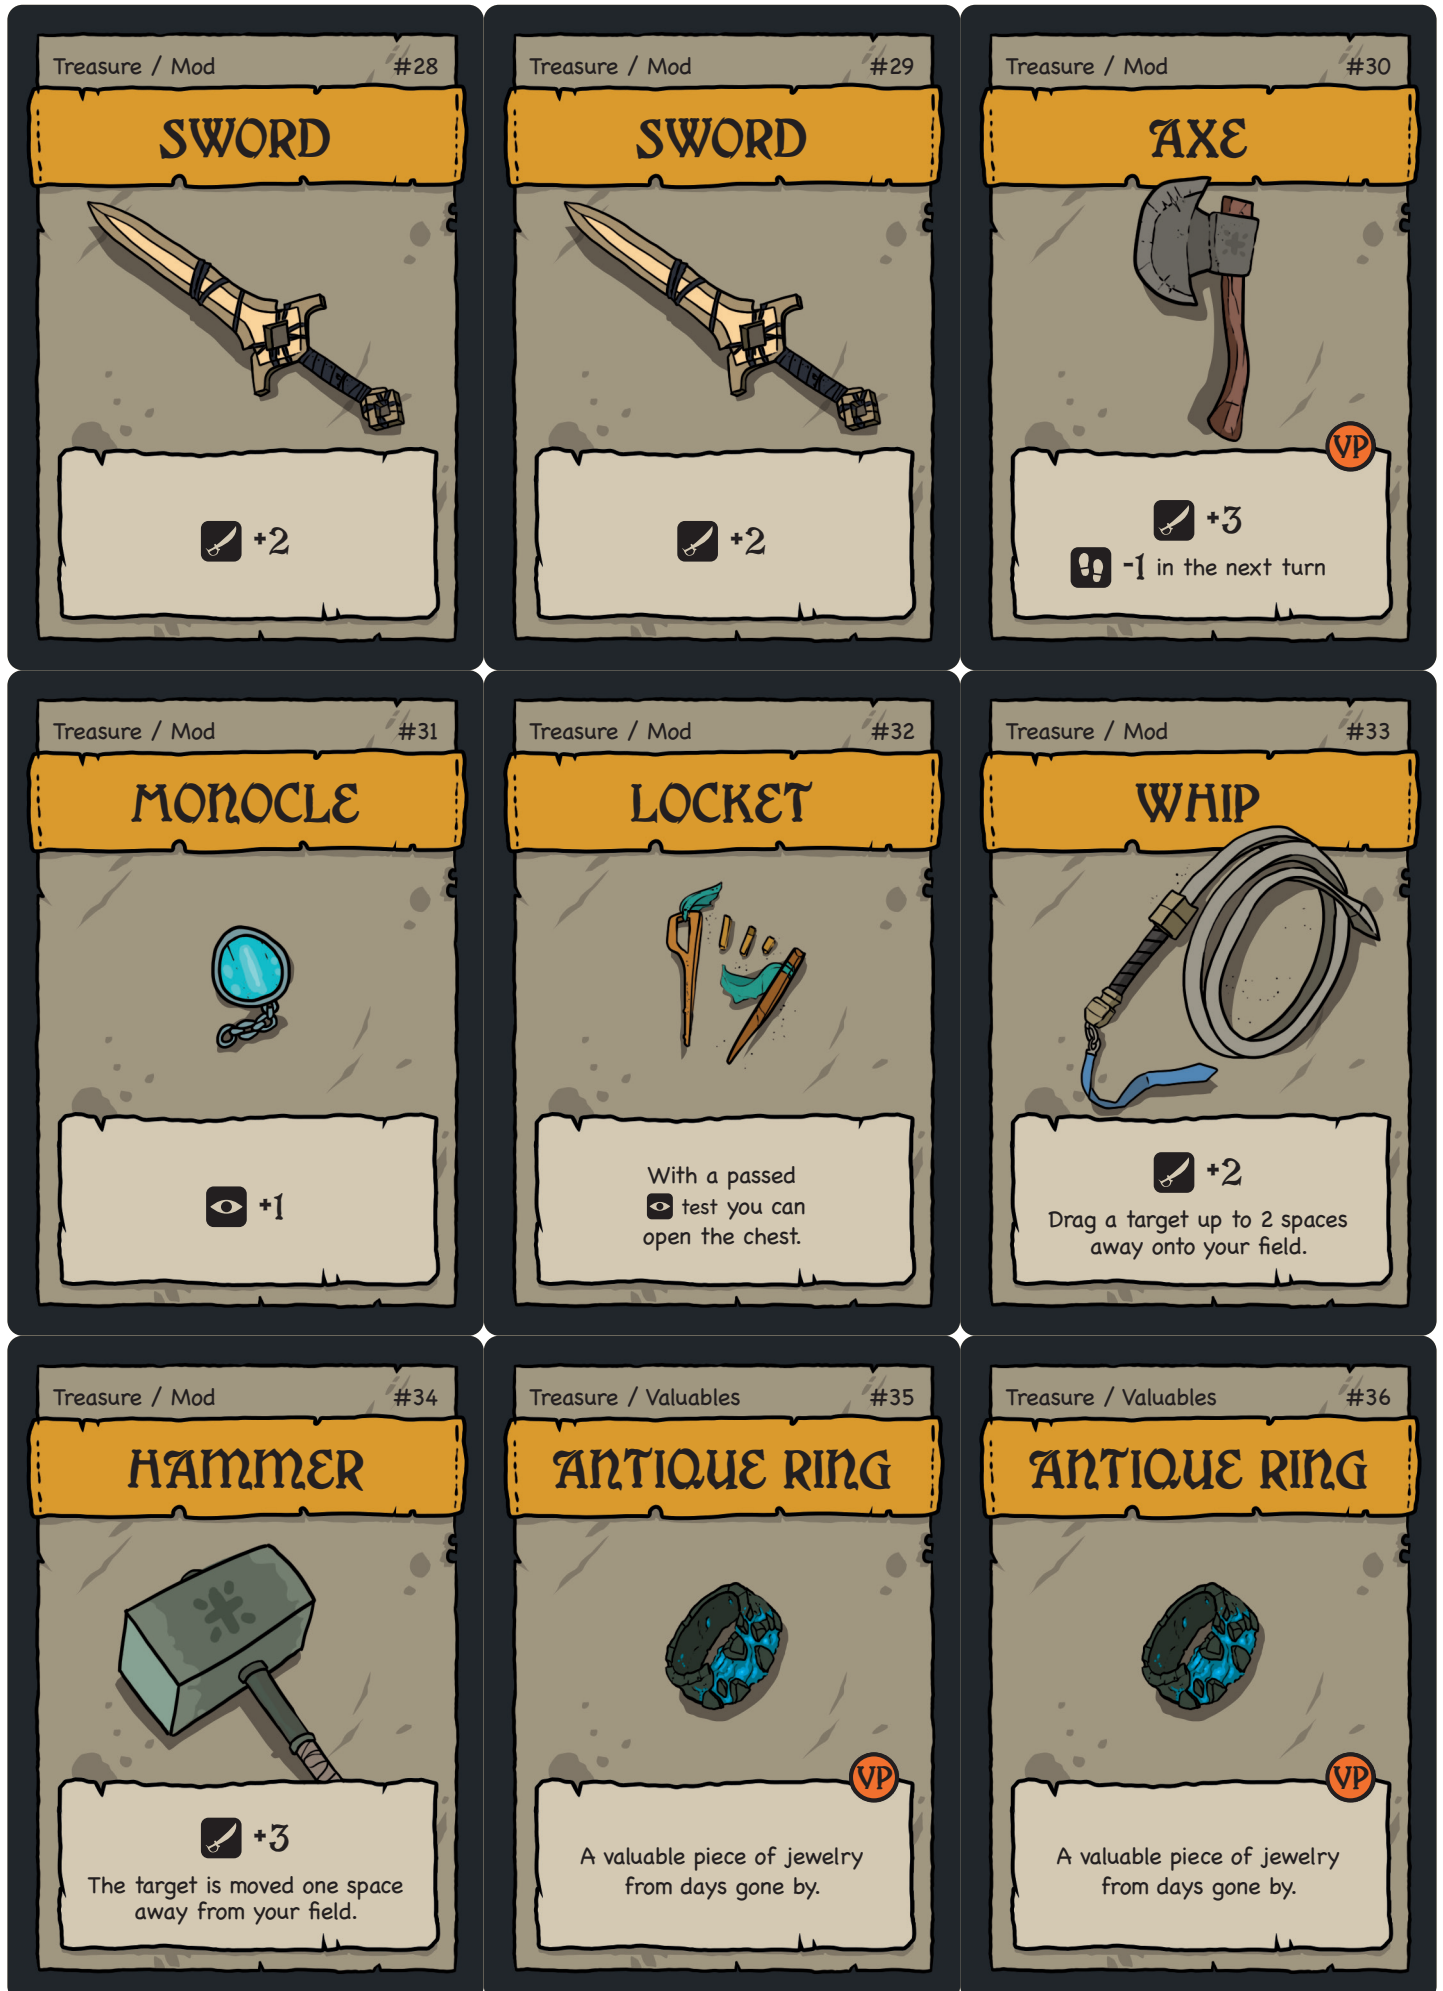 Treasure / Mod #28
SWORD
+2
Treasure / Mod #29
SWORD
+2
Treasure / Mod #30
AXE
VP
+3
-1 in the next turn
Treasure / Mod #31
MONOCLE
+1
Treasure / Mod #32
LOCKET
With a passed
test you can
open the chest.
Treasure / Mod #33
WHIP
+2
Drag a target up to 2 spaces
away onto your field.
Treasure / Mod #34
HAMMER
+3
The target is moved one space
away from your field.
Treasure / Valuables #35
ANTIQUE RING
VP
A valuable piece of jewelry
from days gone by.
Treasure / Valuables #36
ANTIQUE RING
VP
A valuable piece of jewelry
from days gone by.